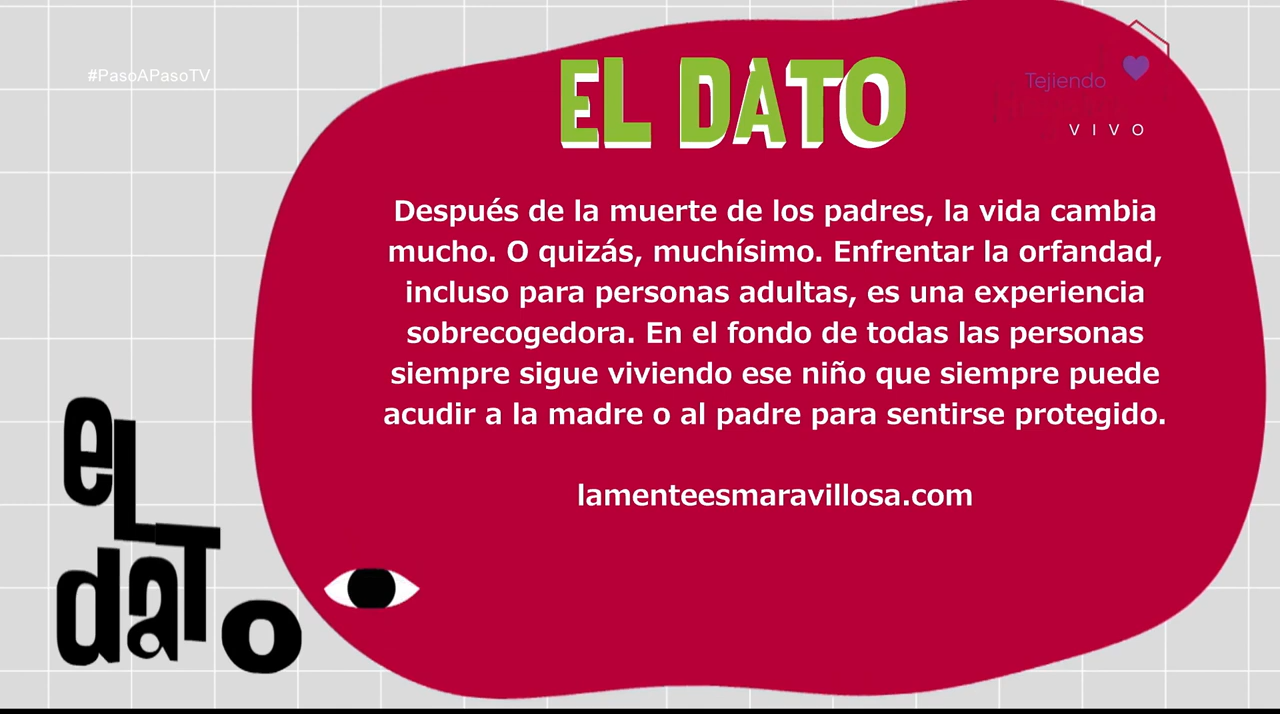 #PasoAPasoTV
EL DATO
Tejiendo
VIVO
Después de la muerte de los padres, la vida cambia
mucho. O quizás, muchísimo. Enfrentar la orfandad,
incluso para personas adultas, es una experiencia
sobrecogedora. En el fondo de todas las personas
siempre sigue viviendo ese niño que siempre puede
acudir a la madre o al padre para sentirse protegido.
lamenteesmaravillosa.com
eL
daTo